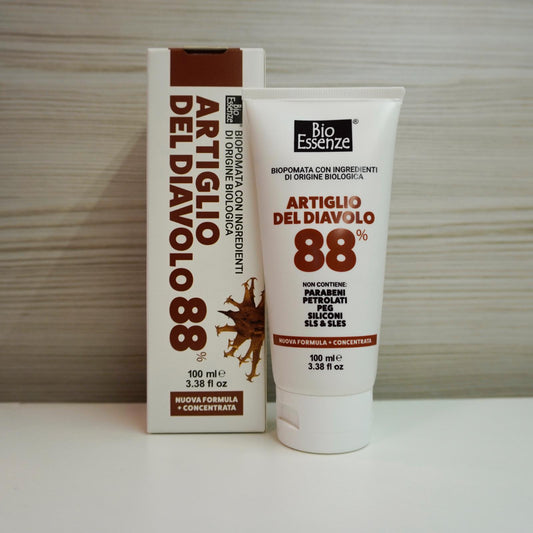 Bio
Essenze®
BIOPOMATA CON INGREDIENTI
DI ORIGINE BIOLOGICA
ARTIGLIO
DEL DIAVOLO 88%
100 ml e
3.38 fl oz
NUOVA FORMULA
+ CONCENTRATA
Bio
Essenze®
BIOPOMATA CON INGREDIENTI
DI ORIGINE BIOLOGICA
ARTIGLIO
DEL DIAVOLO
88%
NON CONTIENE:
PARABENI
PETROLATI
PEG
SILICONI
SLS & SLES
NUOVA FORMULA + CONCENTRATA
100 ml e
3.38 fl oz